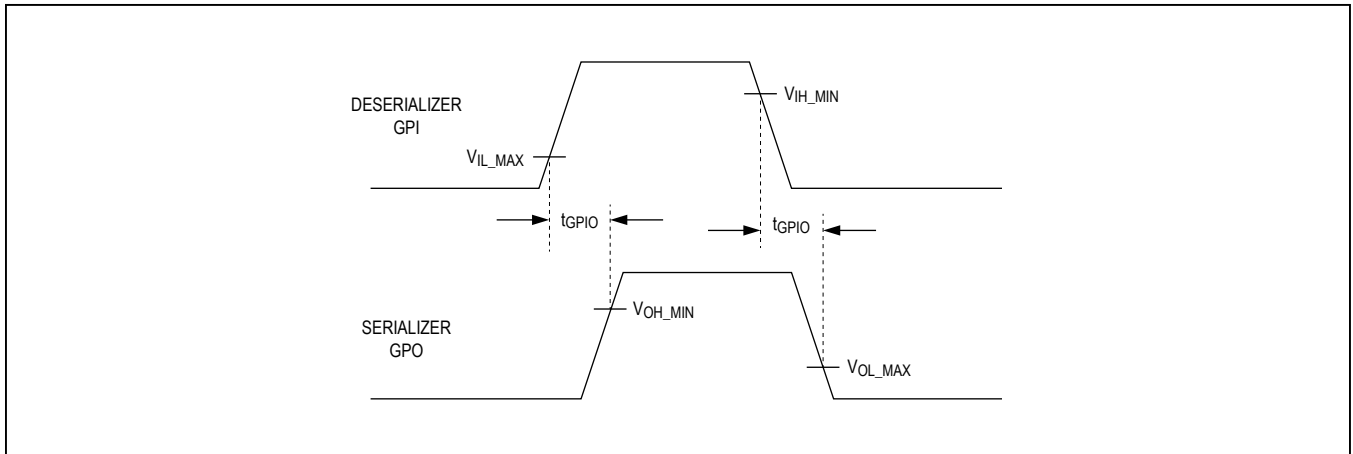 DESERIALIZER
GPI
VIH_MIN
VIL_MAX
tGPIO
tGPIO
SERIALIZER
GPO
VOH_MIN
VOL_MAX